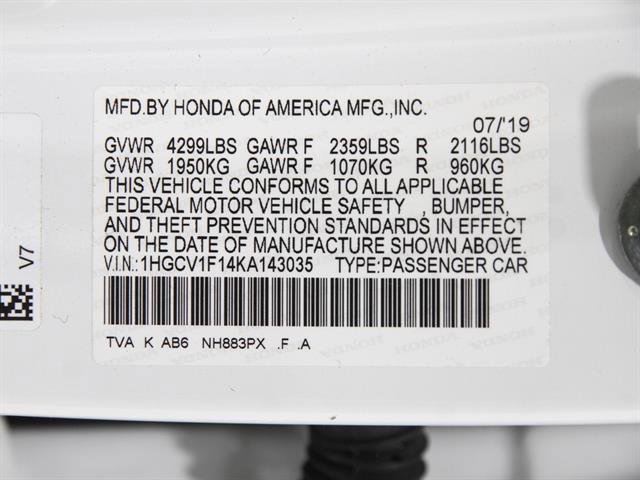 MFD.BY HONDA OF AMERICA MFG.,INC.
07/'19
GVWR 4299LBS GAWR F 2359LBS R 2116LBS
GVWR 1950KG GAWR F 1070KG R 960KG
THIS VEHICLE CONFORMS TO ALL APPLICABLE
FEDERAL MOTOR VEHICLE SAFETY , BUMPER,
AND THEFT PREVENTION STANDARDS IN EFFECT
ON THE DATE OF MANUFACTURE SHOWN ABOVE.
V.I.N.:1HGCV1F14KA143035 TYPE:PASSENGER CAR
TVA K AB6 NH883PX .F .A
V7